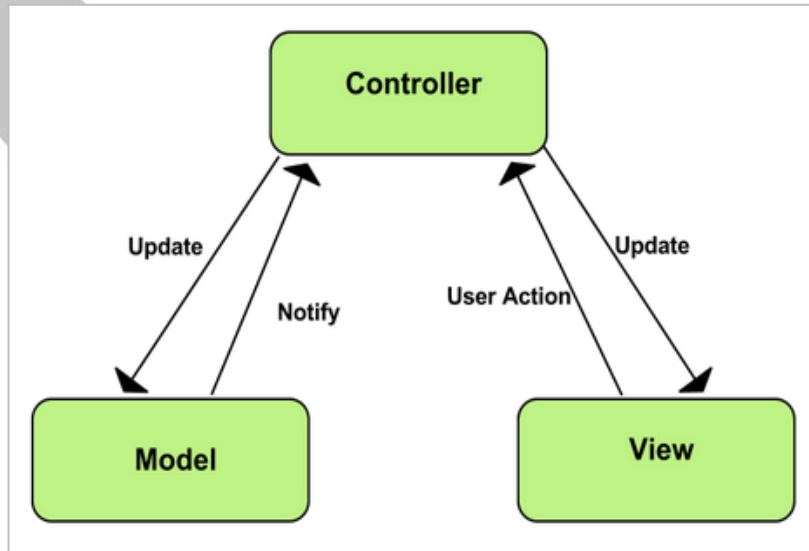 Controller
Update
Update
User Action
Notify
Model
View